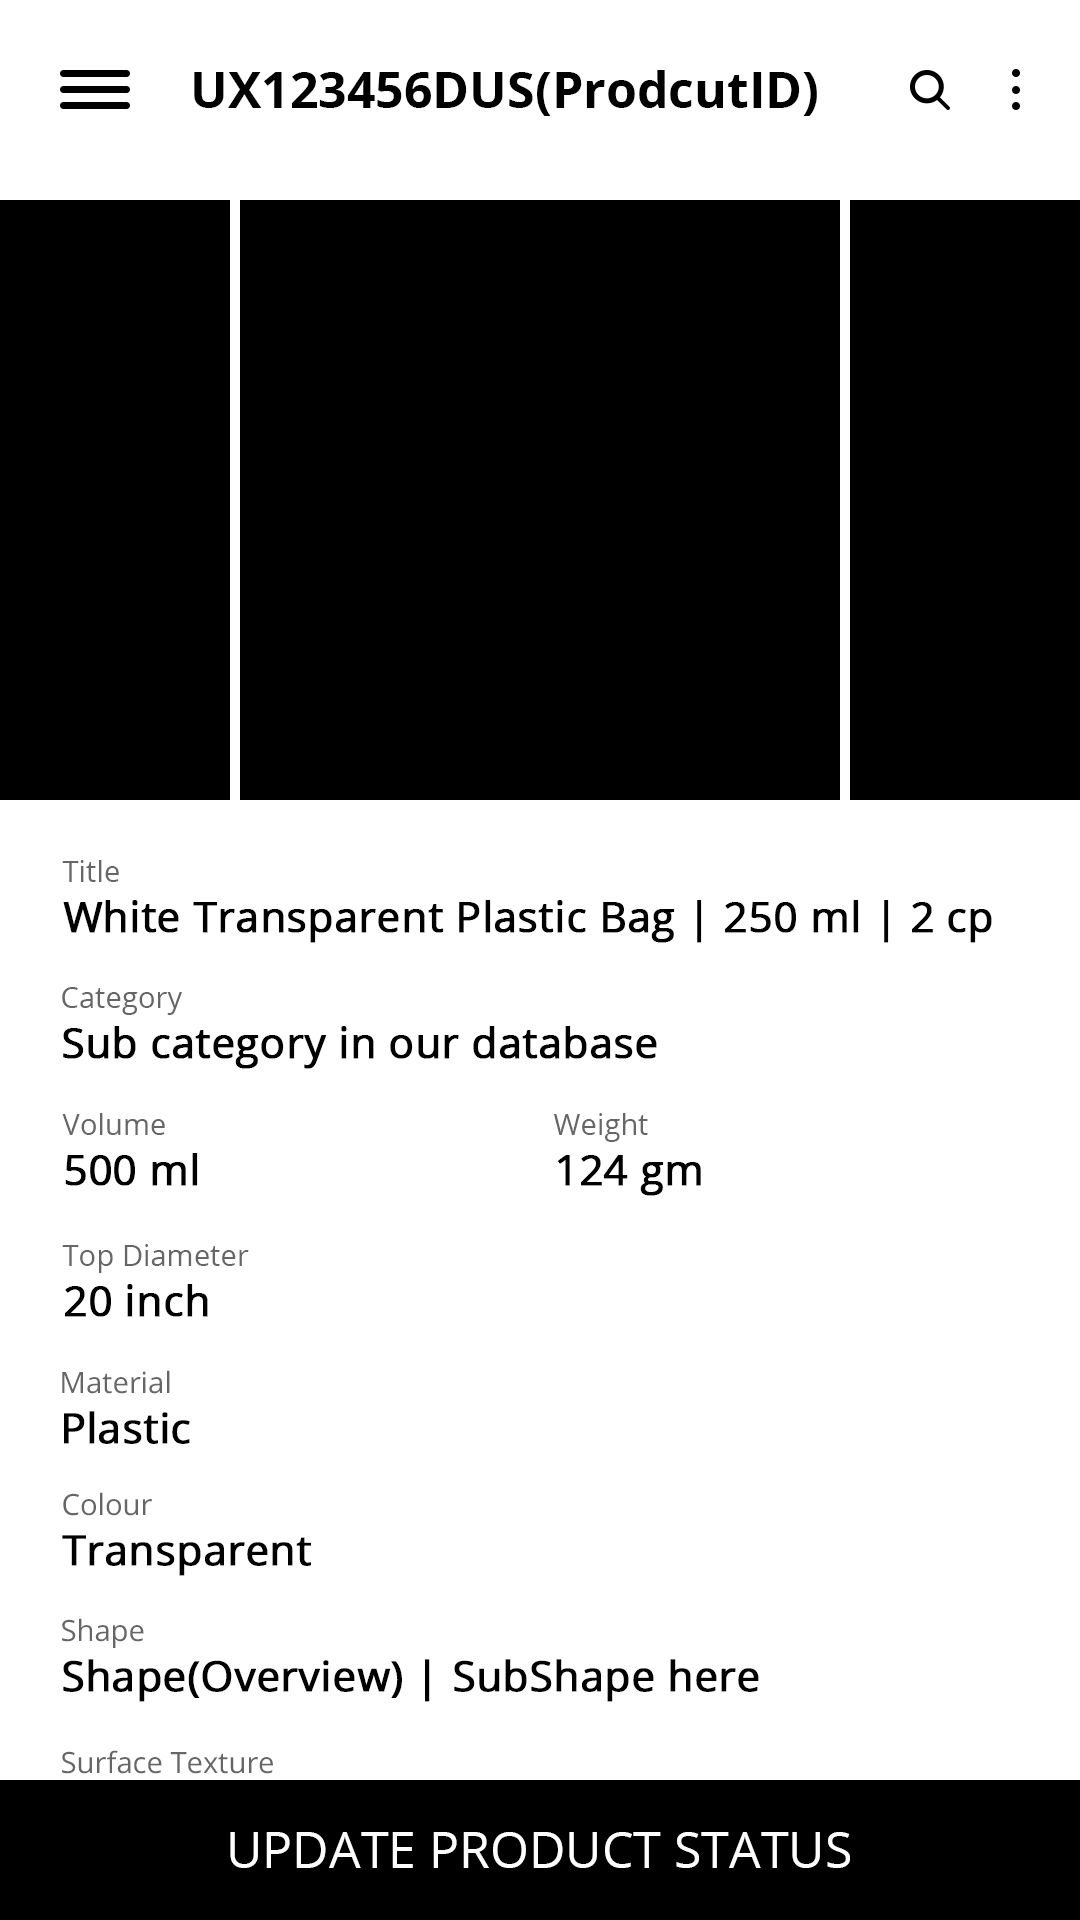 UX123456DUS(ProdcutID)
Title
White Transparent Plastic Bag | 250 ml | 2 cp
Category
Sub category in our database
Volume
500 ml
Weight
124 gm
Top Diameter
20 inch
Material
Plastic
Colour
Transparent
Shape
Shape(Overview) | SubShape here
Surface Texture
UPDATE PRODUCT STATUS